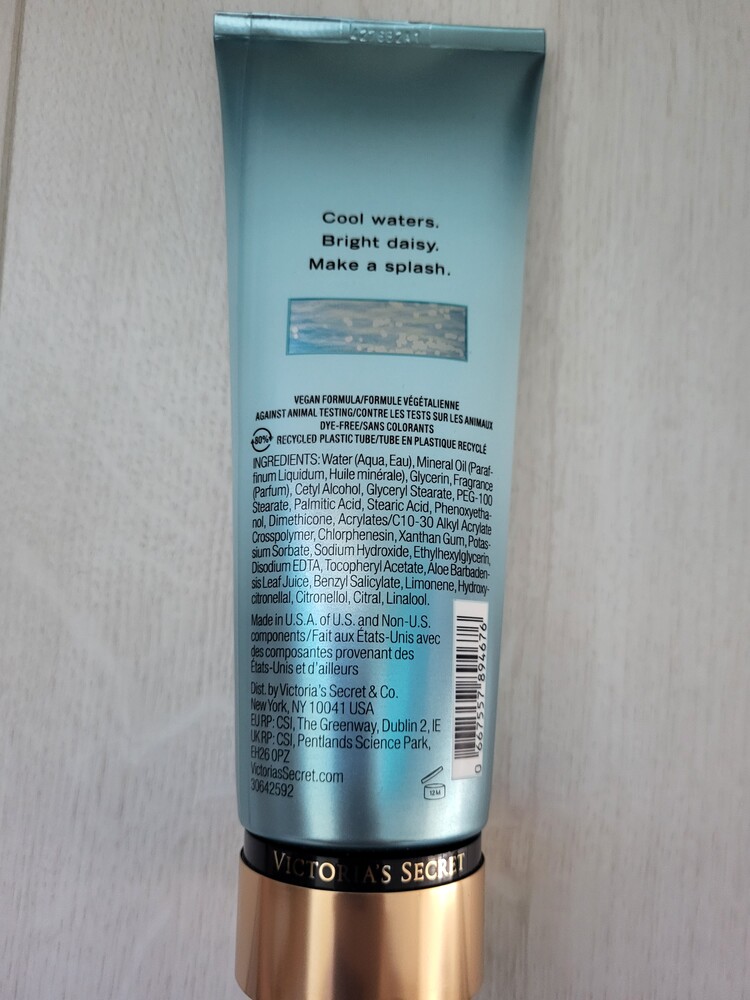 Cool waters.
Bright daisy.
Make a splash.
VEGAN FORMULA/FORMULE VÉGÉTALIENNE
AGAINST ANIMAL TESTING/CONTRE LES TESTS SUR LES ANIMAUX
DYE-FREE/SANS COLORANTS
80% RECYCLED PLASTIC TUBE/TUBE EN PLASTIQUE RECYCLÉ
INGREDIENTS: Water (Aqua, Eau), Mineral Oil (Paraf-
finum Liquidum, Huile minérale), Glycerin, Fragrance
(Parfum), Cetyl Alcohol, Glyceryl Stearate, PEG-100
Stearate, Palmitic Acid, Stearic Acid, Phenoxyetha-
nol, Dimethicone, Acrylates/C10-30 Alkyl Acrylate
Crosspolymer, Chlorphenesin, Xanthan Gum, Potas-
sium Sorbate, Sodium Hydroxide, Ethylhexylglycerin,
Disodium EDTA, Tocopheryl Acetate, Aloe Barbaden-
sis Leaf Juice, Benzyl Salicylate, Limonene, Hydroxy-
citronellal, Citronellol, Citral, Linalool.
Made in U.S.A. of U.S. and Non-U.S.
components/Fait aux États-Unis avec
des composantes provenant des
États-Unis et d'ailleurs
Dist. by Victoria's Secret & Co.
New York, NY 10041 USA
EU RP: CSI, The Greenway, Dublin 2, IE
UK RP: CSI, Pentlands Science Park,
EH26 0PZ
VictoriasSecret.com
30642592
0 667557 894676
12M
VICTORIA'S SECRET